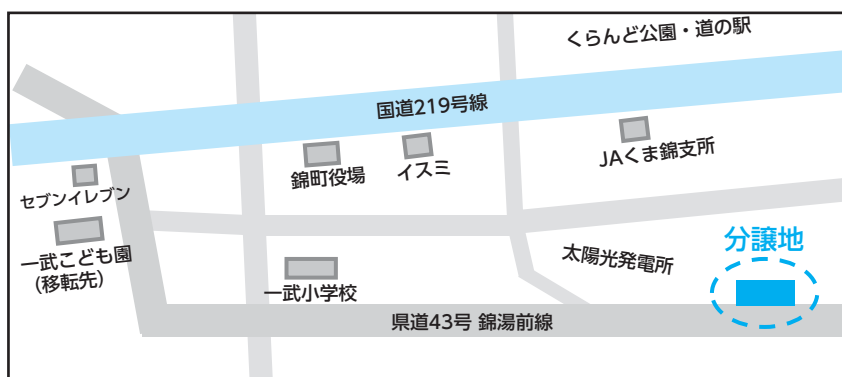 くらんど公園・道の駅
国道219号線
JAくま錦支所
イスミ
錦町役場
セブンイレブン
一武こども園
(移転先)
分譲地
太陽光発電所
一武小学校
県道43号 錦湯前線